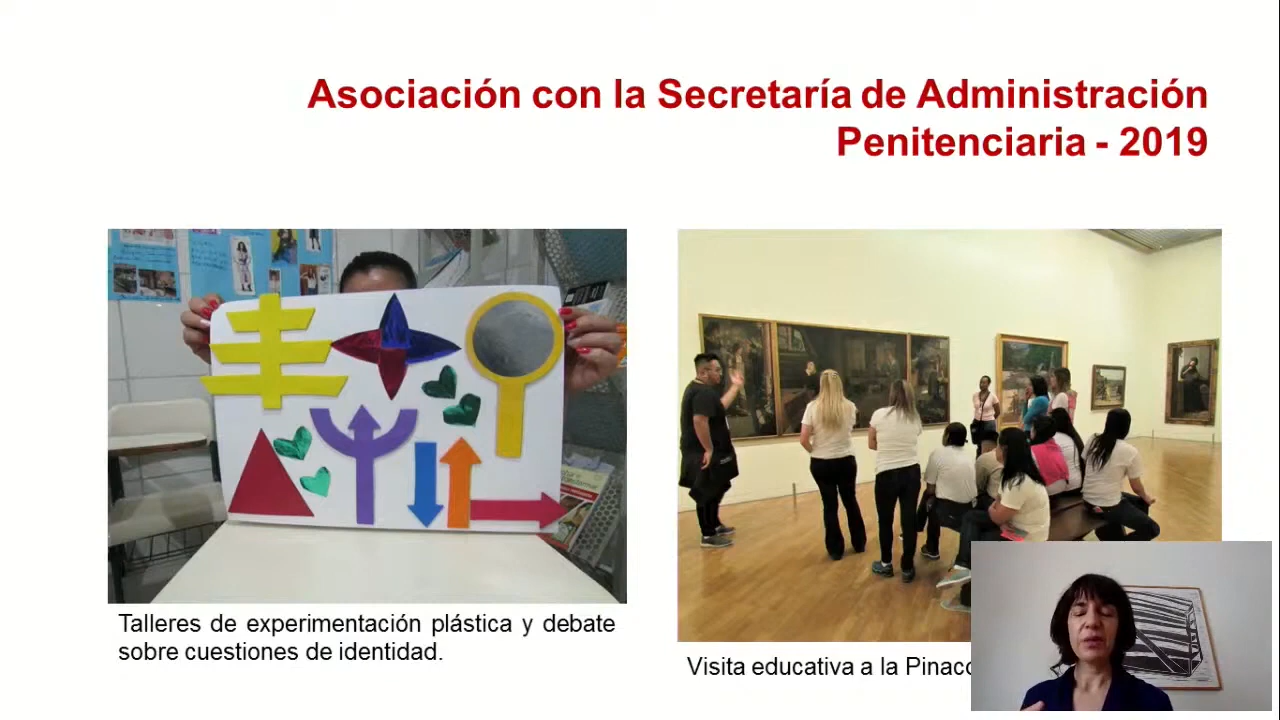 Asociación con la Secretaría de Administración
Penitenciaria - 2019
Talleres de experimentación plástica y debate
sobre cuestiones de identidad.
Visita educativa a la